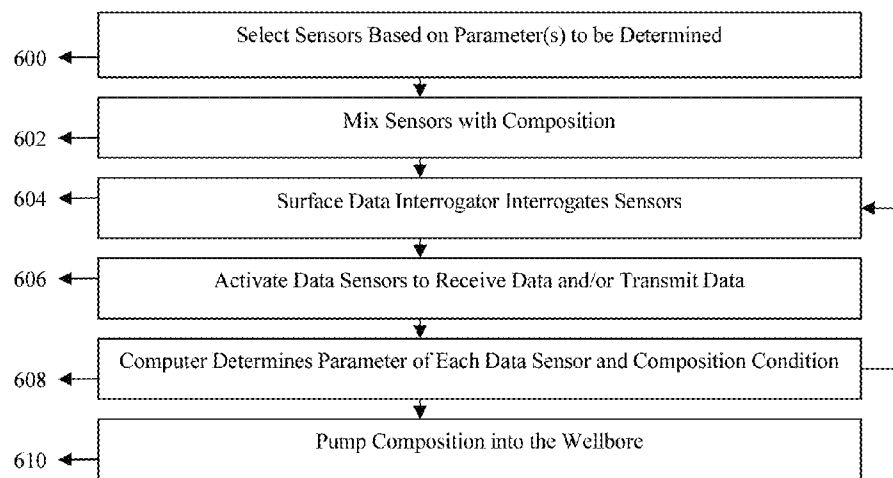 Select Sensors Based on Parameter(s) to be Determined
600
Mix Sensors with Composition
602
604
Surface Data Interrogator Interrogates Sensors
606
Activate Data Sensors to Receive Data and/or Transmit Data
Computer Determines Parameter of Each Data Sensor and Composition Condition
608
Pump Composition into the Wellbore
610